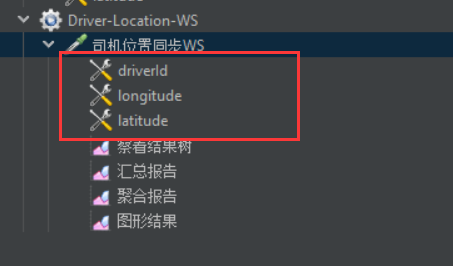 Driver-Location-WS
司机位置同步WS
driverId
longitude
latitude
察看结果树
汇总报告
聚合报告
图形结果